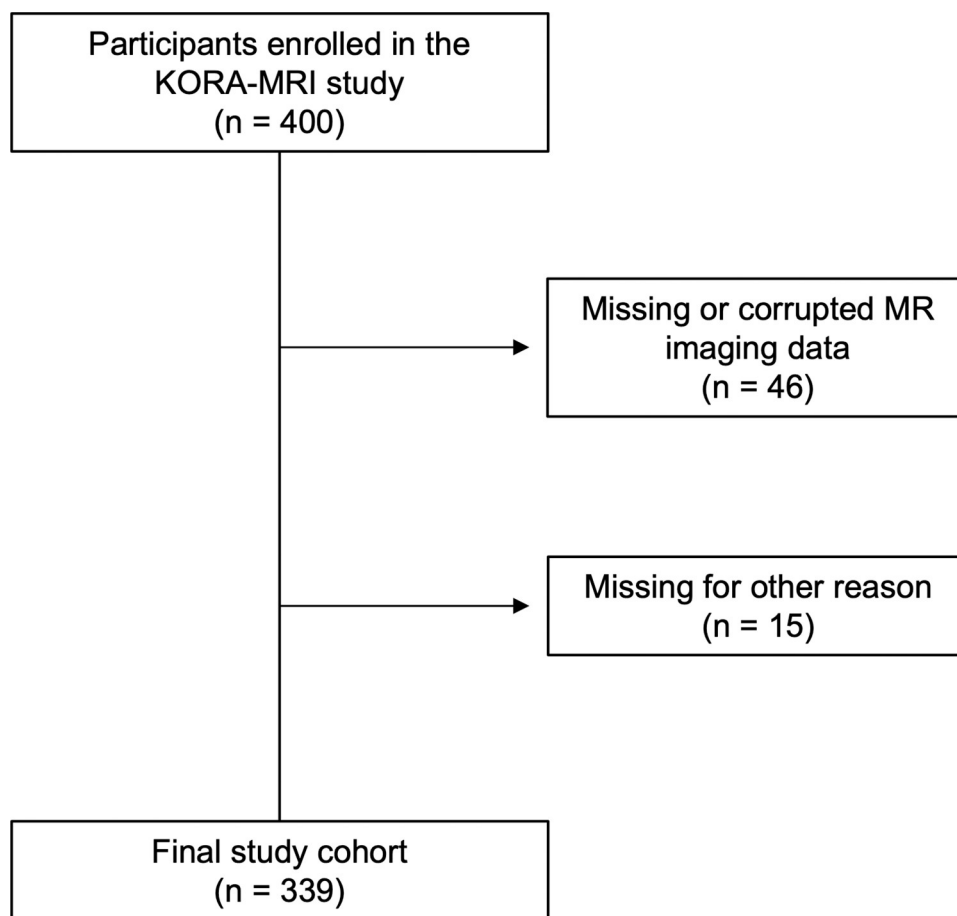 Participants enrolled in the
KORA-MRI study
(n = 400)
Missing or corrupted MR
imaging data
(n = 46)
Missing for other reason
(n = 15)
Final study cohort
(n = 339)